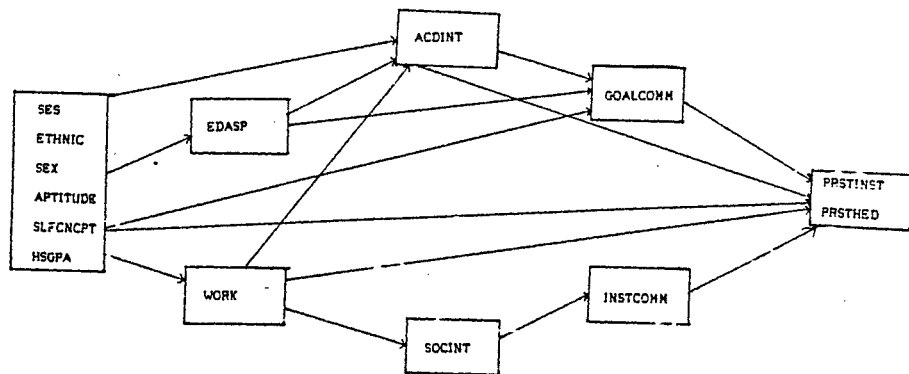 ACDINT
GOALCOMM
SES
ETHNIC
SEX
APTITUDE
SLFCNCPT
HSGPA
EDASP
PRSTINST
PRSTHED
WORK
INSTCOMM
SOCINT